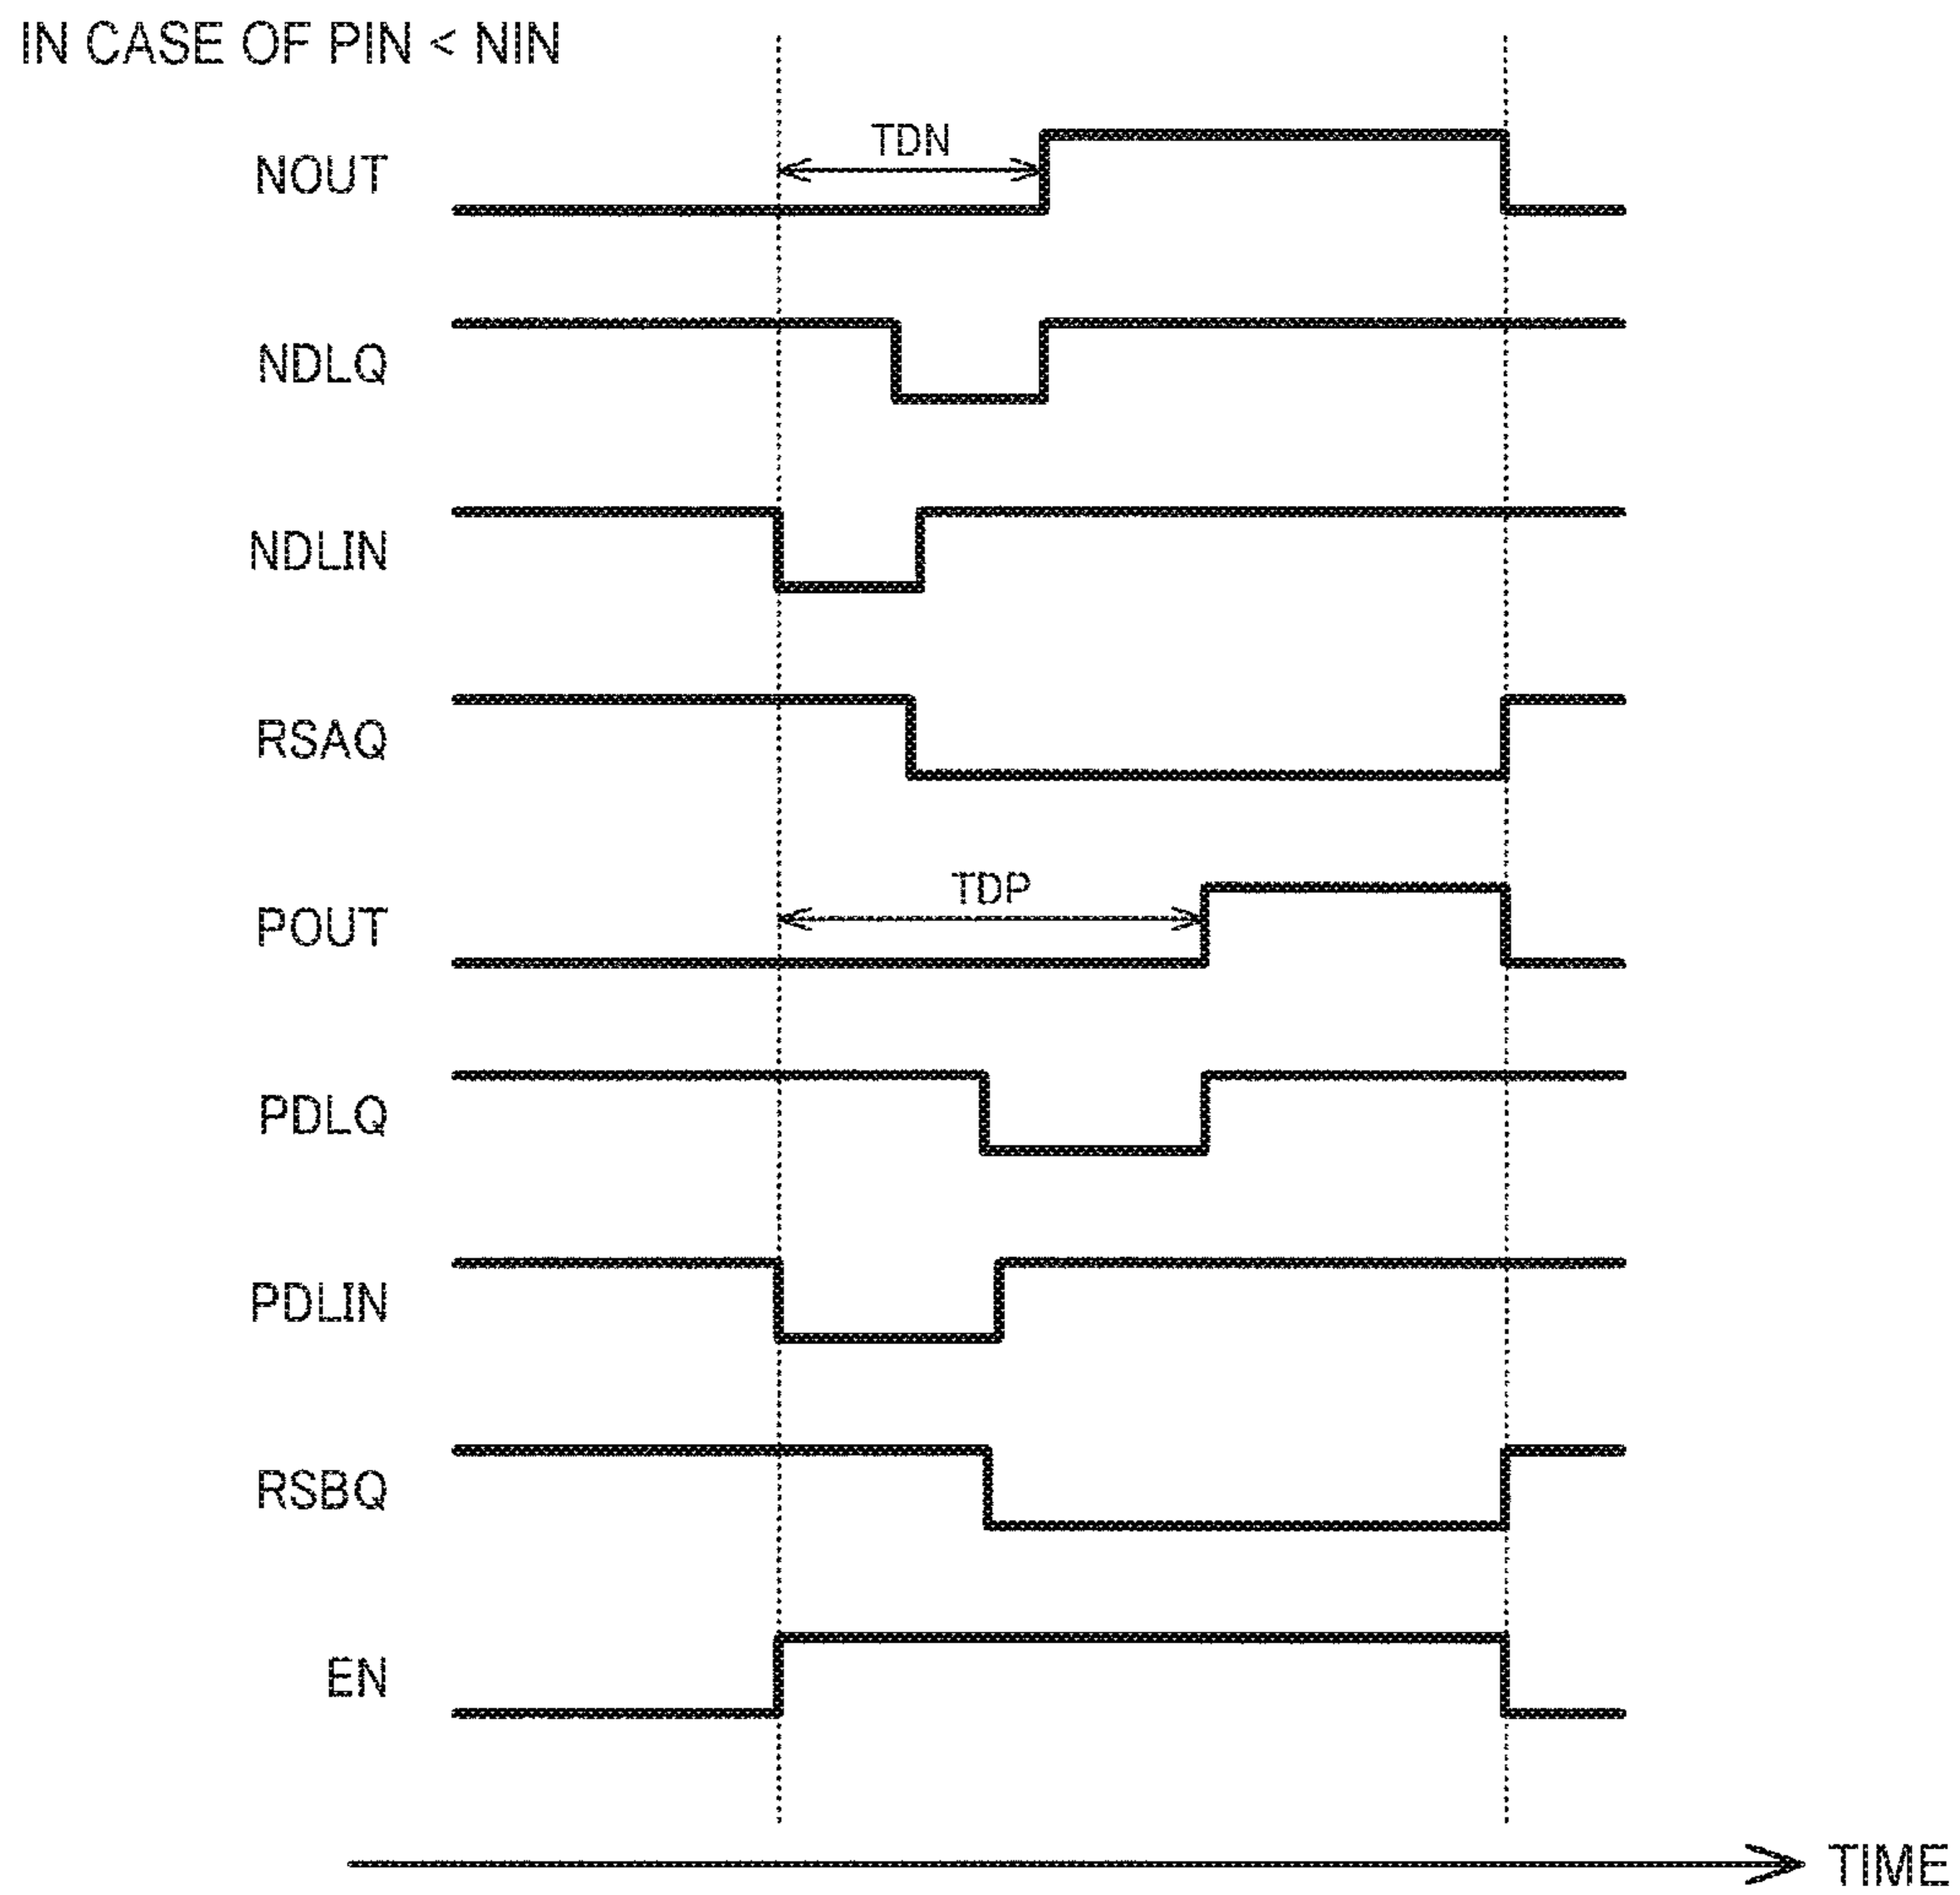 IN CASE OF PIN < NIN
TDN
NOUT
NDLQ
NDLIN
RSAQ
TDP
POUT
PDLQ
PDLIN
RSBQ
EN
TIME